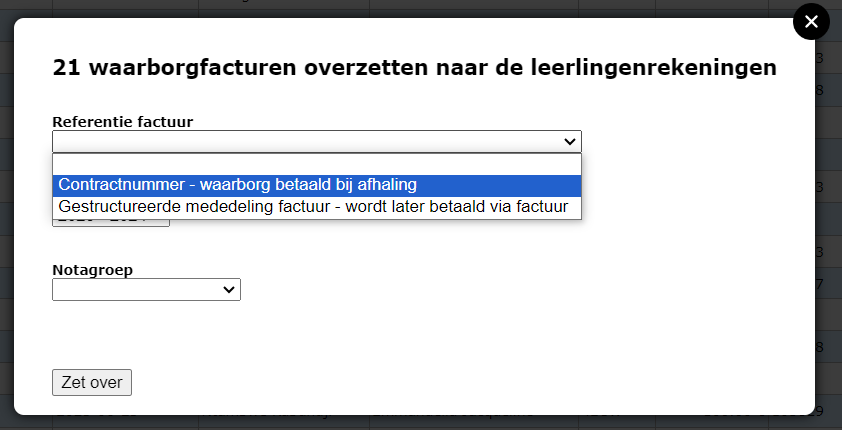 21 waarborgfacturen overzetten naar de leerlingenrekeningen
Referentie factuur
Contractnummer - waarborg betaald bij afhaling
Gestructureerde mededeling factuur - wordt later betaald via factuur
Notagroep
Zet over